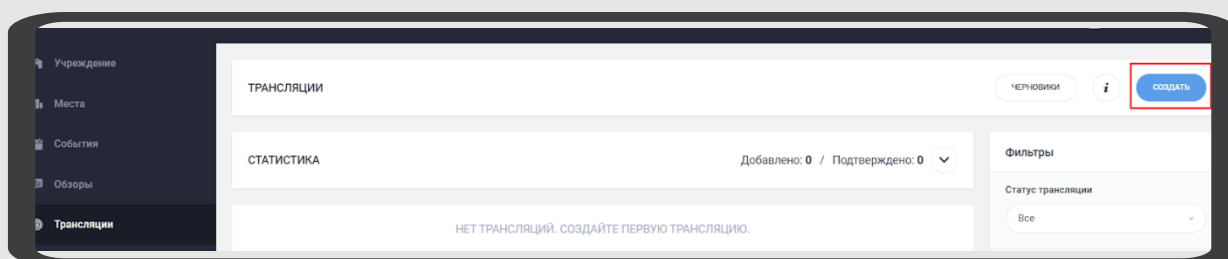 Учреждение
Места
События
Обзоры
Трансляции
ТРАНСЛЯЦИИ
ЧЕРНОВИКИ
i
СОЗДАТЬ
СТАТИСТИКА
Добавлено: 0 / Подтверждено: 0
НЕТ ТРАНСЛЯЦИЙ. СОЗДАЙТЕ ПЕРВУЮ ТРАНСЛЯЦИЮ.
Фильтры
Статус трансляции
Все